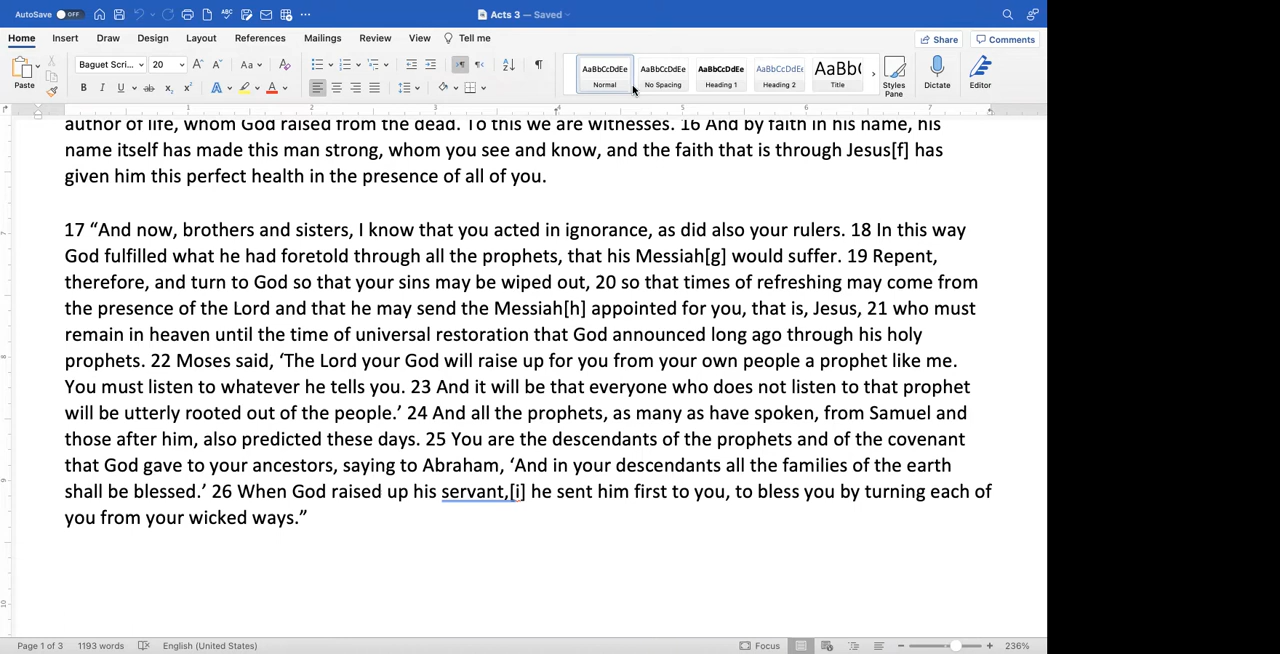 AutoSave OFF
Acts 3 — Saved
Home Insert Draw Design Layout References Mailings Review View Tell me
Share Comments
Paste
Baguet Scri... 20
AaBbCcDdEe AaBbCcDdEe AaBbCcDdEe AaBbCcDdEe AaBb(
Normal No Spacing Heading 1 Heading 2 Title
Styles Pane
Dictate
Editor
1 2 3 4 5 6 7
author of life, whom God raised from the dead. To this we are witnesses. 16 And by faith in his name, his
name itself has made this man strong, whom you see and know, and the faith that is through Jesus[f] has
given him this perfect health in the presence of all of you.
17 “And now, brothers and sisters, I know that you acted in ignorance, as did also your rulers. 18 In this way
God fulfilled what he had foretold through all the prophets, that his Messiah[g] would suffer. 19 Repent,
therefore, and turn to God so that your sins may be wiped out, 20 so that times of refreshing may come from
the presence of the Lord and that he may send the Messiah[h] appointed for you, that is, Jesus, 21 who must
remain in heaven until the time of universal restoration that God announced long ago through his holy
prophets. 22 Moses said, ‘The Lord your God will raise up for you from your own people a prophet like me.
You must listen to whatever he tells you. 23 And it will be that everyone who does not listen to that prophet
will be utterly rooted out of the people.’ 24 And all the prophets, as many as have spoken, from Samuel and
those after him, also predicted these days. 25 You are the descendants of the prophets and of the covenant
that God gave to your ancestors, saying to Abraham, ‘And in your descendants all the families of the earth
shall be blessed.’ 26 When God raised up his servant,[i] he sent him first to you, to bless you by turning each of
you from your wicked ways.”
Page 1 of 3 1193 words English (United States) Focus 236%